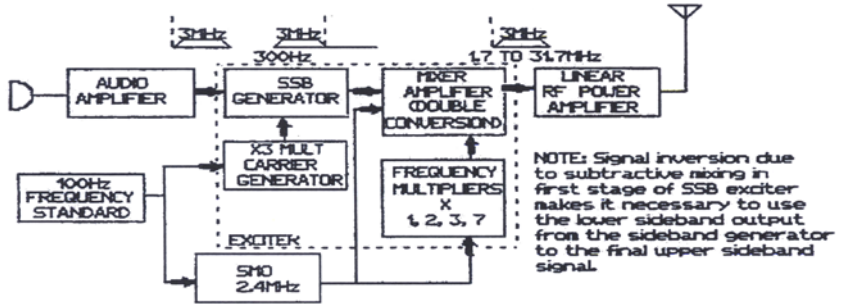 3MHz 3MHz 3MHz
300Hz 1.7 TO 31.7MHz
AUDIO
AMPLIFIER
SSB
GENERATOR
MIXER
AMPLIFIER
(DOUBLE
CONVERSION)
LINEAR
RF POWER
AMPLIFIER
X3 MULT
CARRIER
GENERATOR
100Hz
FREQUENCY
STANDARD
FREQUENCY
MULTIPLIERS
X
1, 2, 3, 7
EXCITER
SMO
2.4MHz
NOTE: Signal inversion due
to subtractive mixing in
first stage of SSB exciter
makes it necessary to use
the lower sideband output
from the sideband generator
to the final upper sideband
signal.